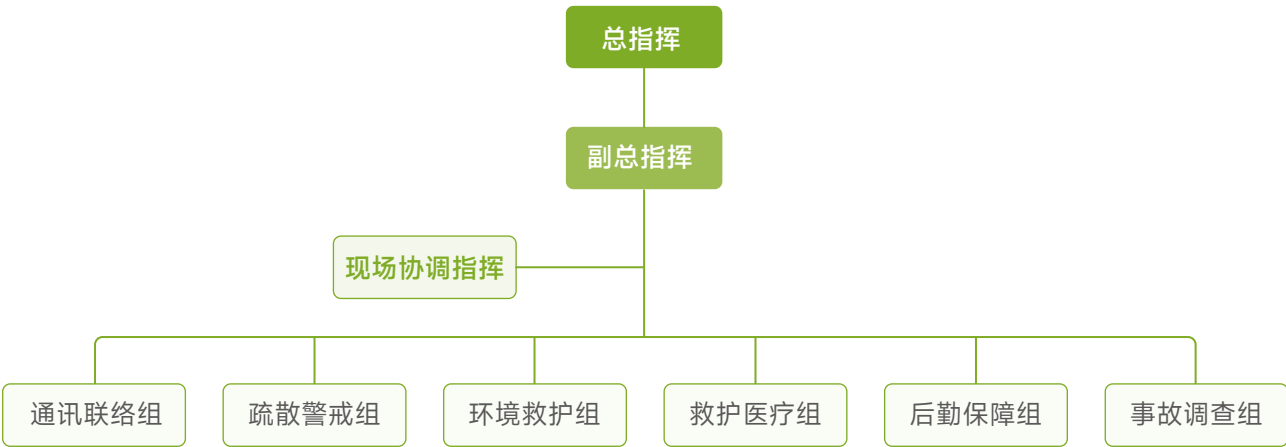 总指挥
副总指挥
现场协调指挥
通讯联络组
疏散警戒组
环境救护组
救护医疗组
后勤保障组
事故调查组